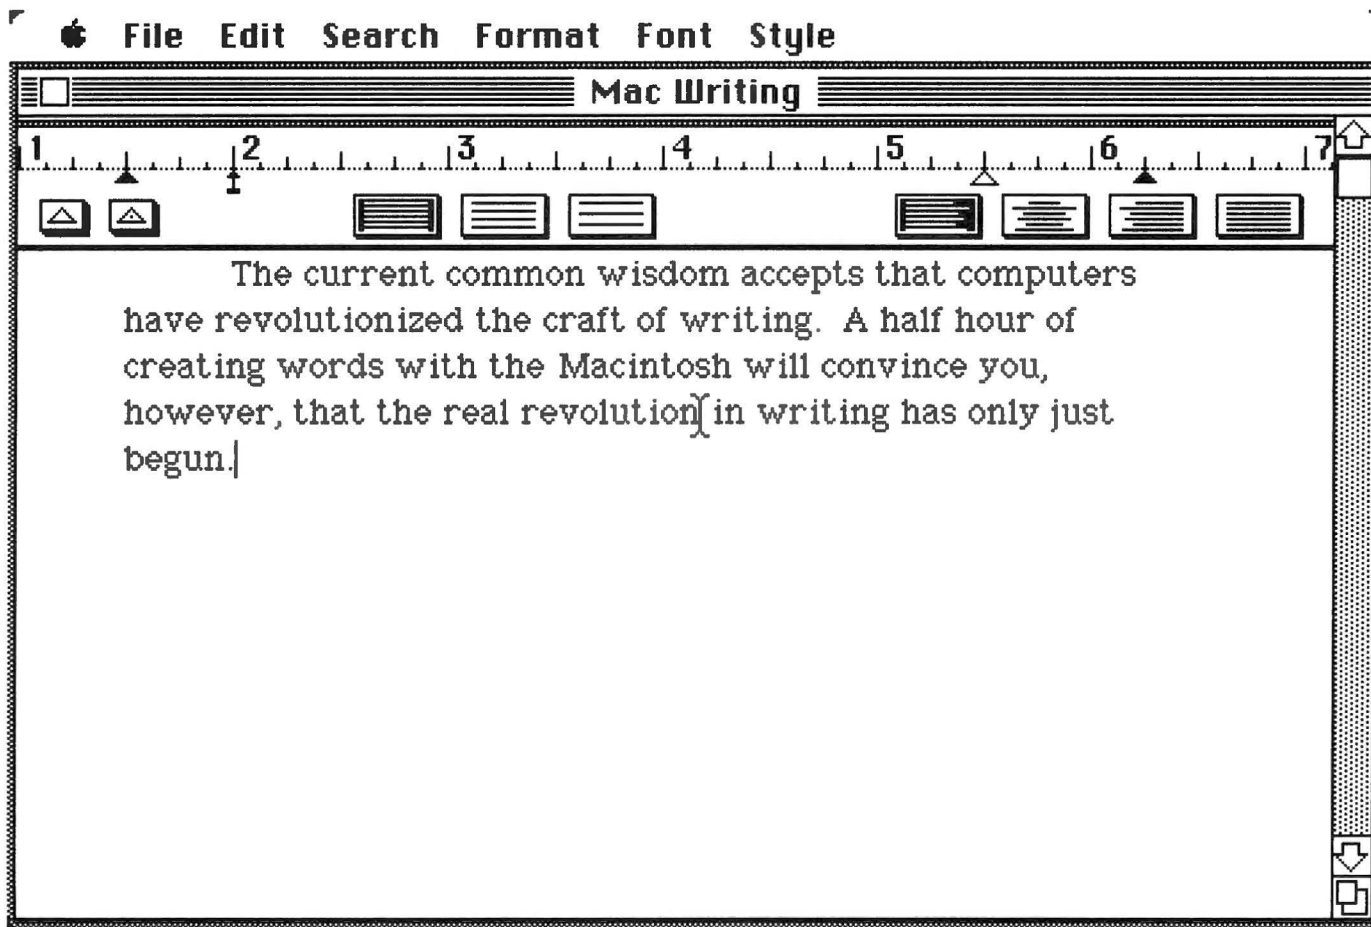 File Edit Search Format Font Style
Mac Writing
1 2 3 4 5 6 7
The current common wisdom accepts that computers
have revolutionized the craft of writing.  A half hour of
creating words with the Macintosh will convince you,
however, that the real revolution in writing has only just
begun.